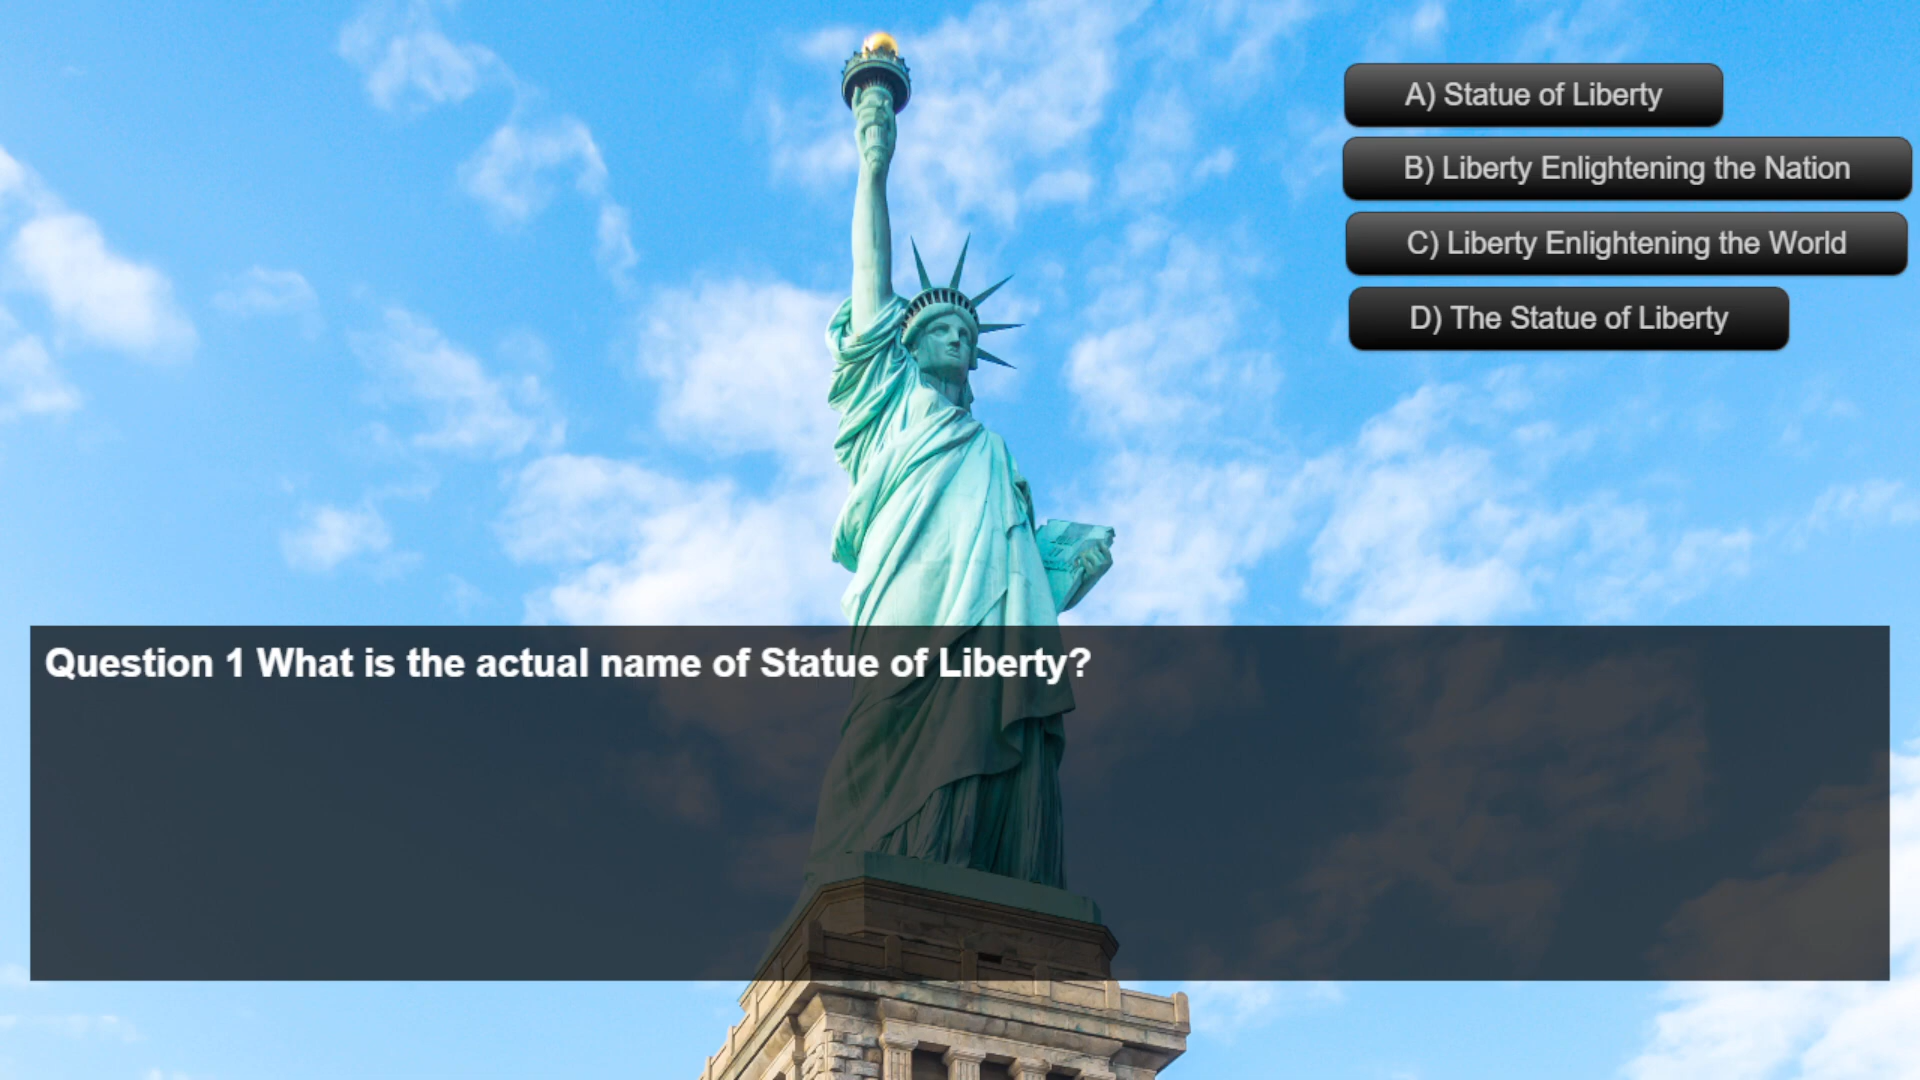 A) Statue of Liberty
B) Liberty Enlightening the Nation
C) Liberty Enlightening the World
D) The Statue of Liberty
Question 1 What is the actual name of Statue of Liberty?